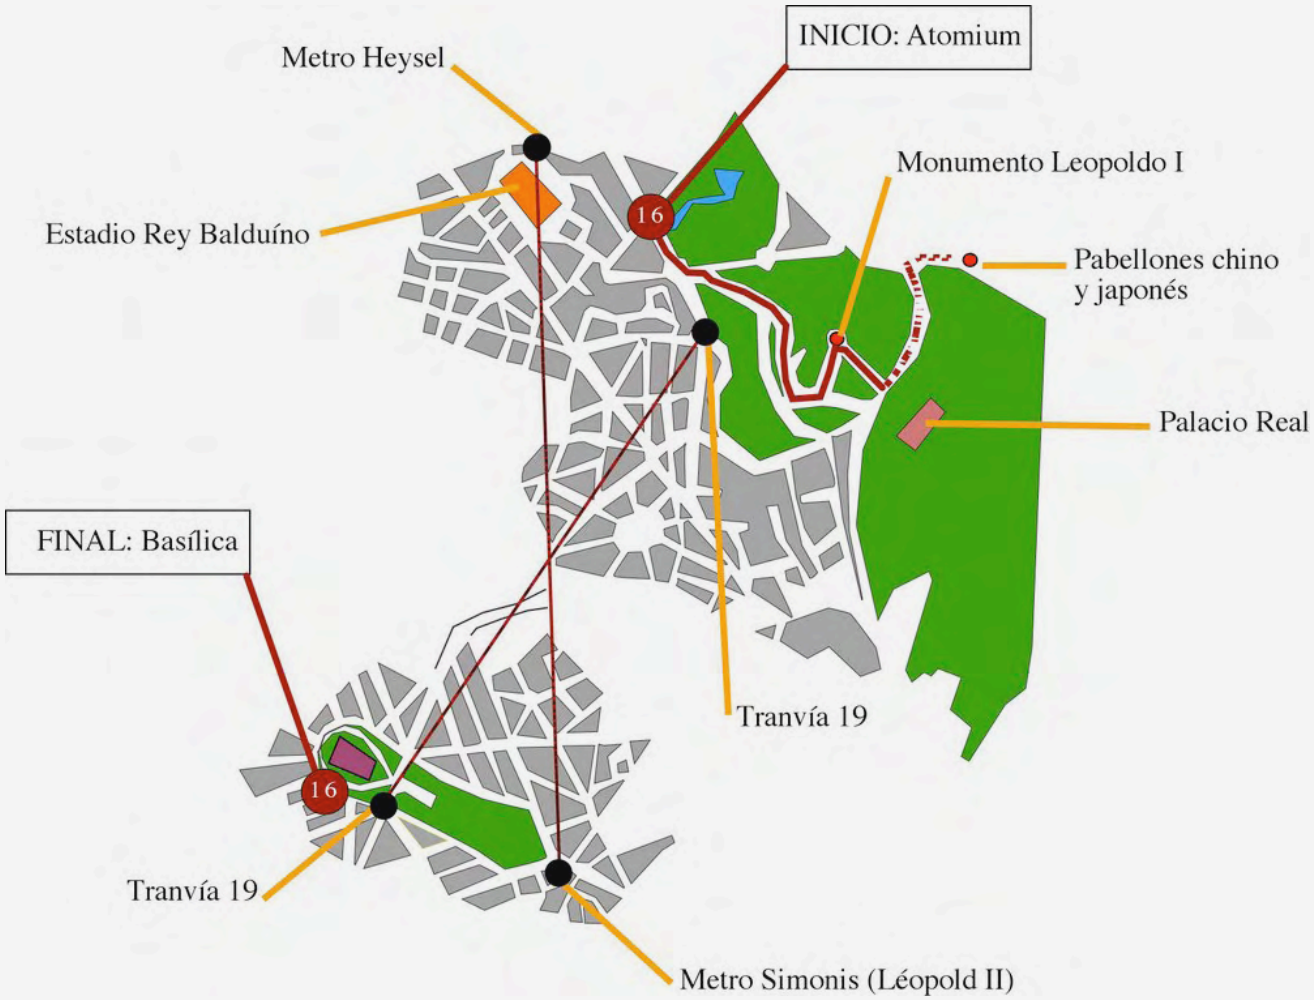 INICIO: Atomium
Metro Heysel
Monumento Leopoldo I
16
Estadio Rey Balduíno
Pabellones chino
y japonés
Palacio Real
FINAL: Basílica
Tranvía 19
16
Tranvía 19
Metro Simonis (Léopold II)